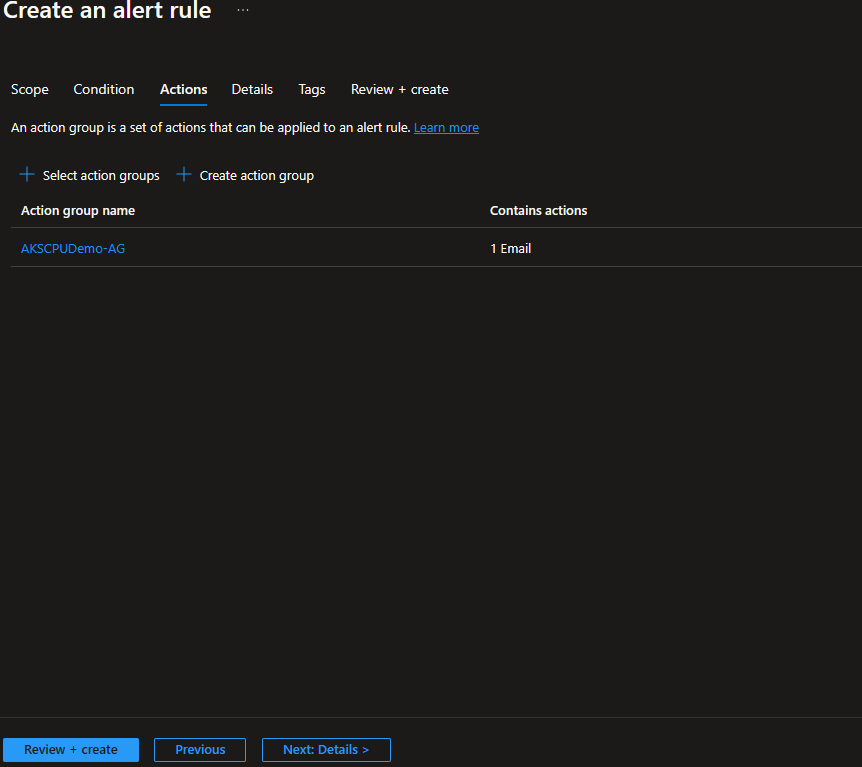 Create an alert rule ...
Scope Condition Actions Details Tags Review + create
An action group is a set of actions that can be applied to an alert rule. Learn more
Select action groups Create action group
Action group name Contains actions
AKSCPUDemo-AG 1 Email
Review + create Previous Next: Details >